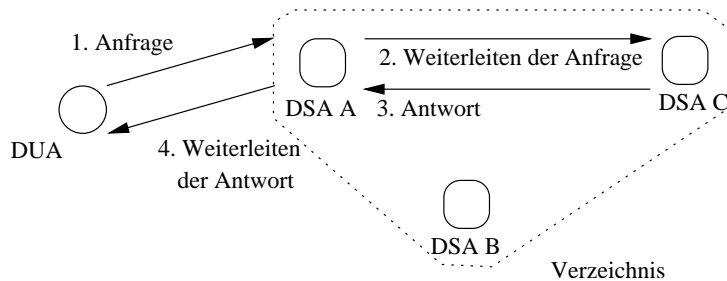 1. Anfrage
2. Weiterleiten der Anfrage
DSA A
3. Antwort
DSA C
DUA
4. Weiterleiten
der Antwort
DSA B
Verzeichnis